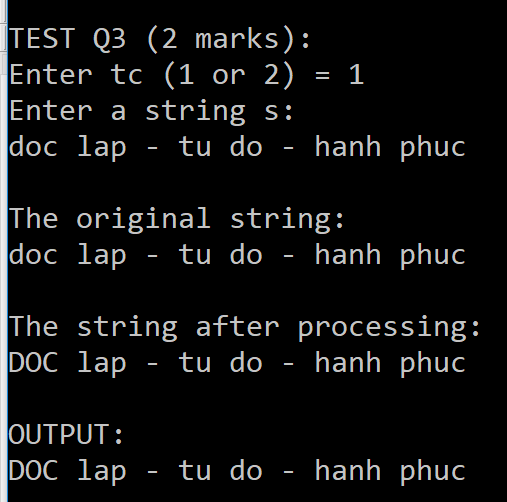 TEST Q3 (2 marks):
Enter tc (1 or 2) = 1
Enter a string s:
doc lap - tu do - hanh phuc
The original string:
doc lap - tu do - hanh phuc
The string after processing:
DOC lap - tu do - hanh phuc
OUTPUT:
DOC lap - tu do - hanh phuc